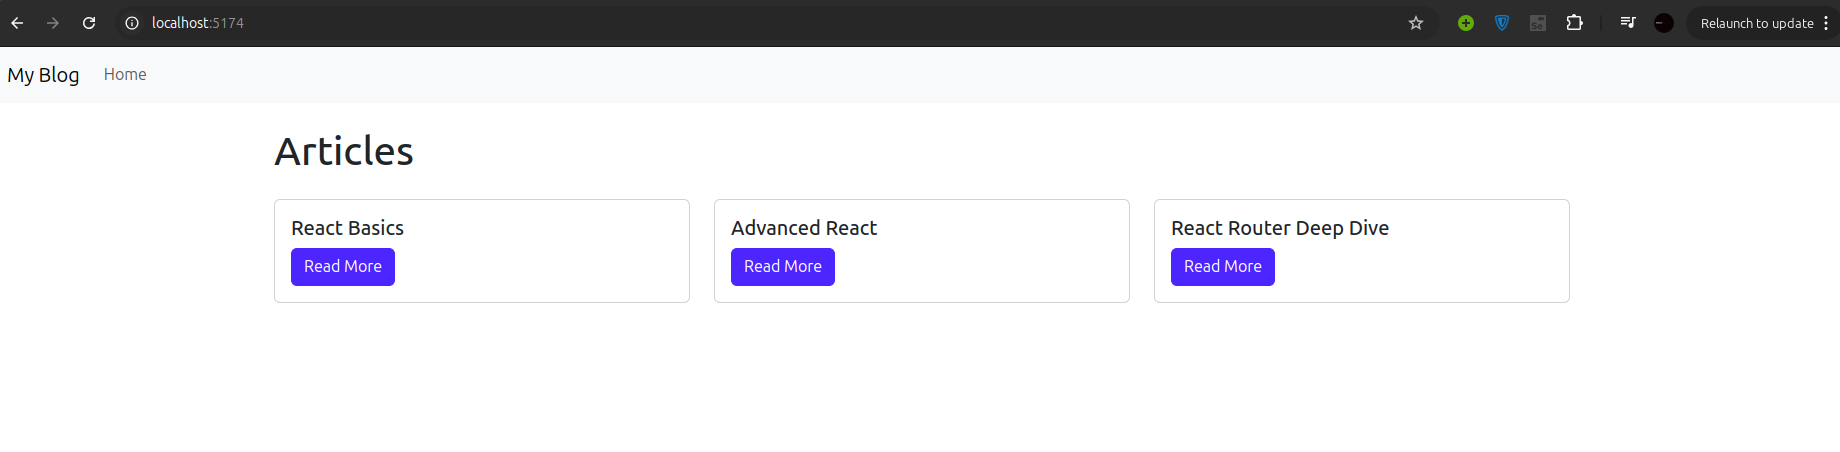 localhost:5174
Relaunch to update
My Blog Home
Articles
React Basics
Read More
Advanced React
Read More
React Router Deep Dive
Read More